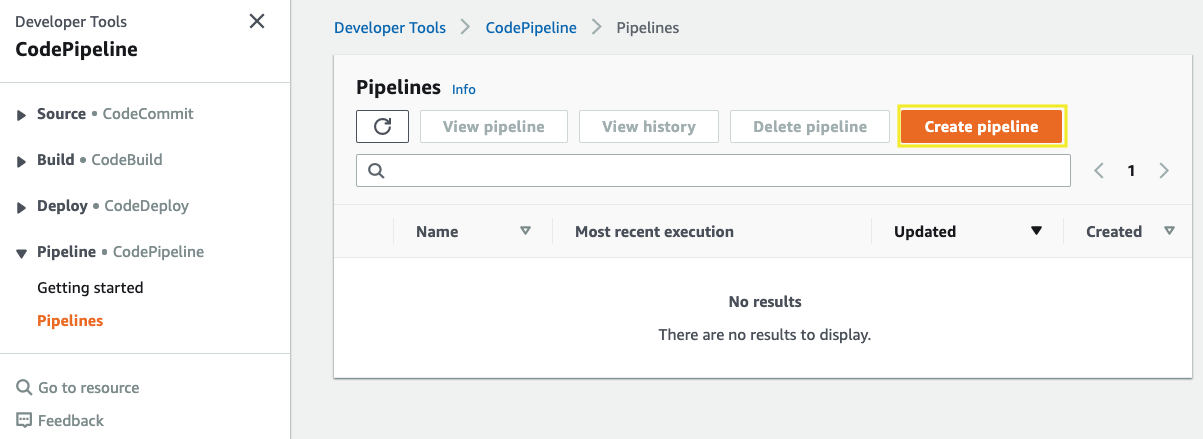 Developer Tools
CodePipeline
Source • CodeCommit
Build • CodeBuild
Deploy • CodeDeploy
Pipeline • CodePipeline
Getting started
Pipelines
Go to resource
Feedback
Developer Tools > CodePipeline > Pipelines
Pipelines Info
View pipeline View history Delete pipeline Create pipeline
1
Name Most recent execution Updated Created
No results
There are no results to display.